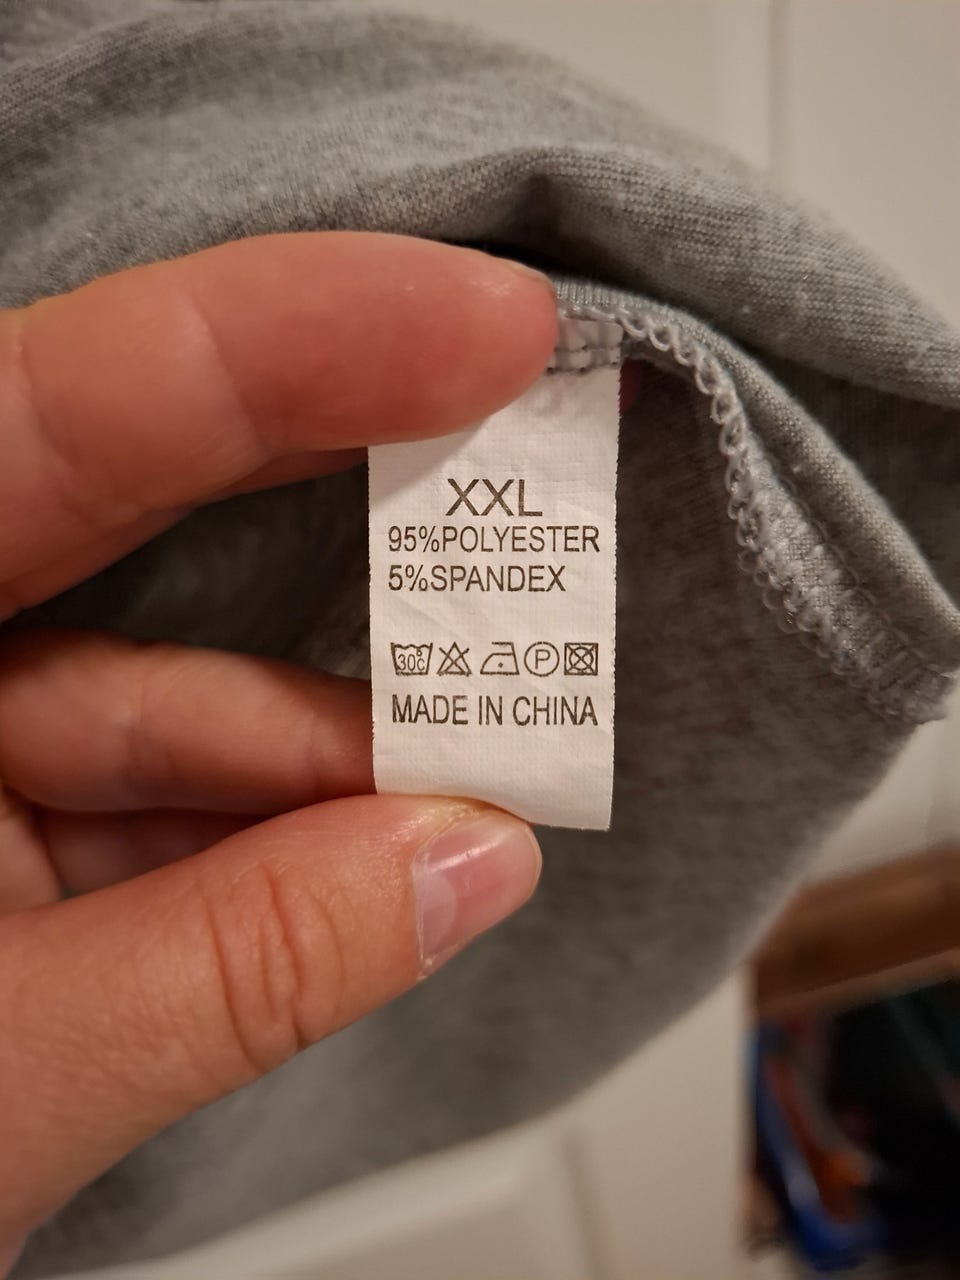 XXL
95%POLYESTER
5%SPANDEX
30°C P
MADE IN CHINA